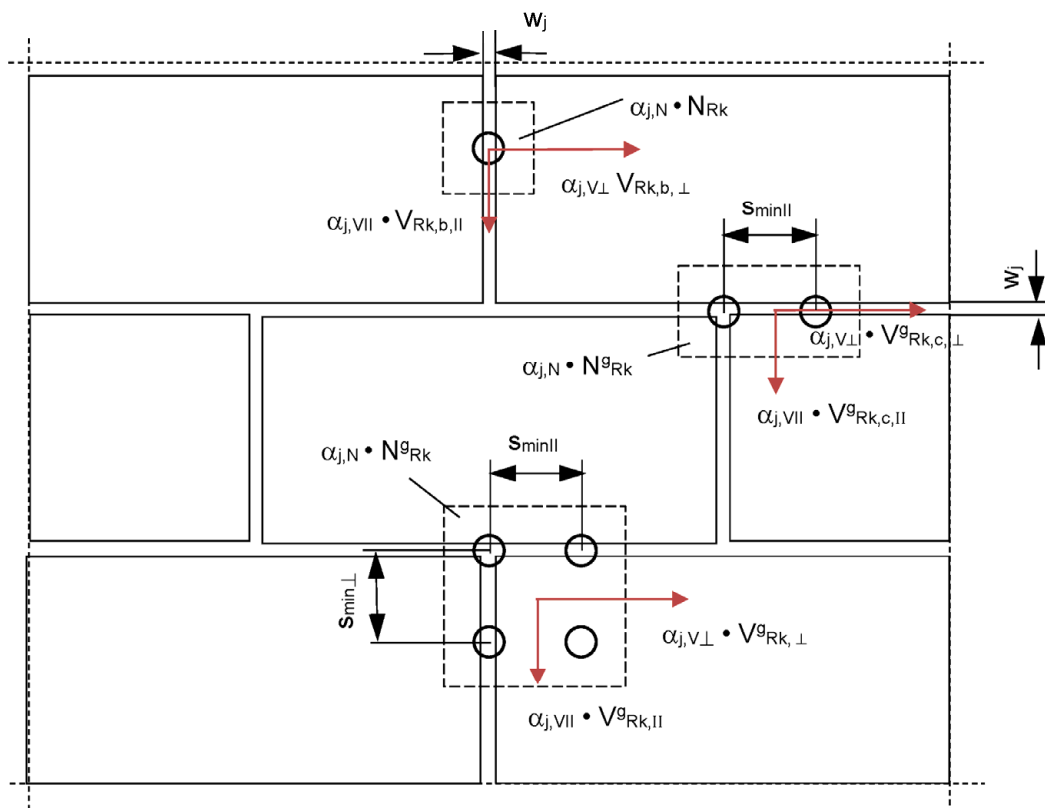 wj
αj,N • NRk
αj,V⊥ VRk,b,⊥
αj,VII • VRk,b,II
sminII
wj
αj,V⊥ • VgRk,c,⊥
αj,N • NgRk
αj,VII • VgRk,c,II
αj,N • NgRk
sminII
smin⊥
αj,V⊥ • VgRk,⊥
αj,VII • VgRk,II